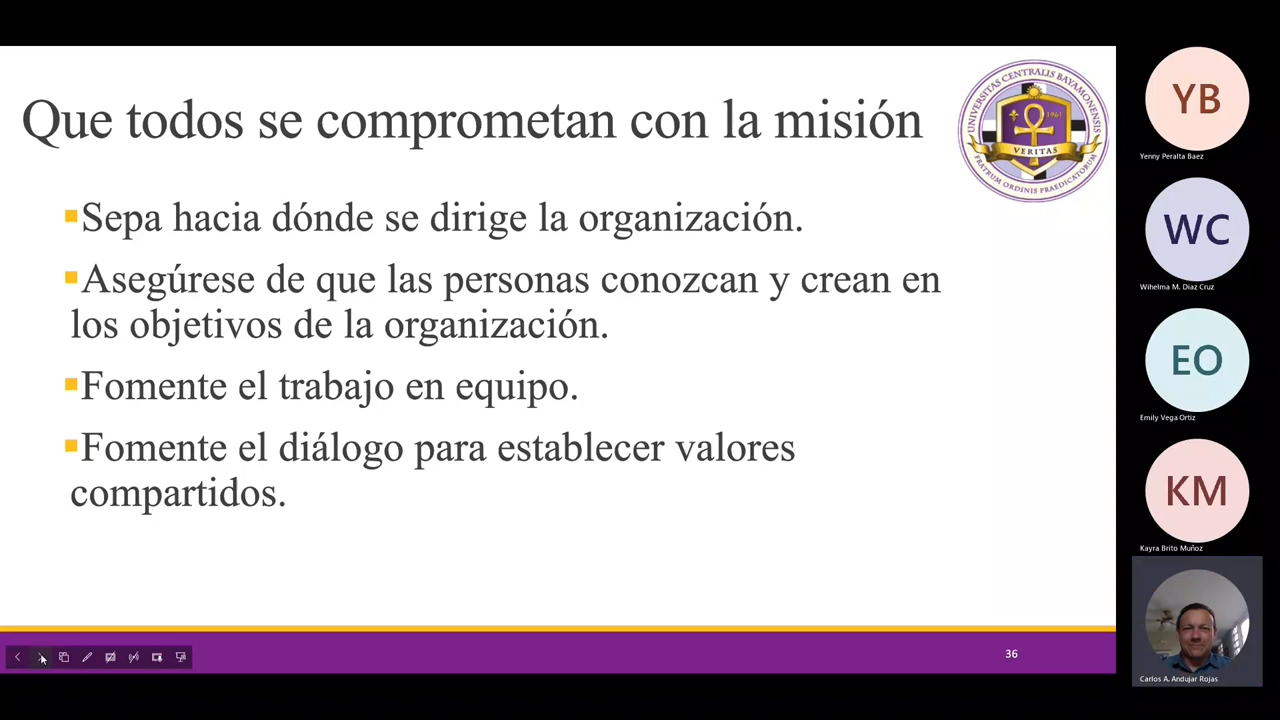 Que todos se comprometan con la misión
UNIVERSITAS CENTRALIS BAYAMONENSIS
1961
VERITAS
FRATRUM ORDINIS PRAEDICATORUM
▪Sepa hacia dónde se dirige la organización.
▪Asegúrese de que las personas conozcan y crean en
los objetivos de la organización.
▪Fomente el trabajo en equipo.
▪Fomente el diálogo para establecer valores
compartidos.
36
YB
Yenny Peralta Baez
WC
Wihelma M. Diaz Cruz
EO
Emily Vega Ortiz
KM
Kayra Brito Muñoz
Carlos A. Andujar Rojas